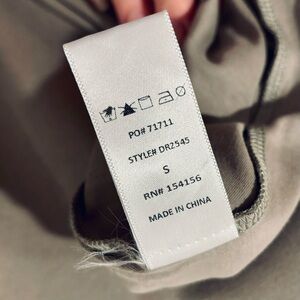 PO# 71711
STYLE# DR2545
S
RN# 154156
MADE IN CHINA